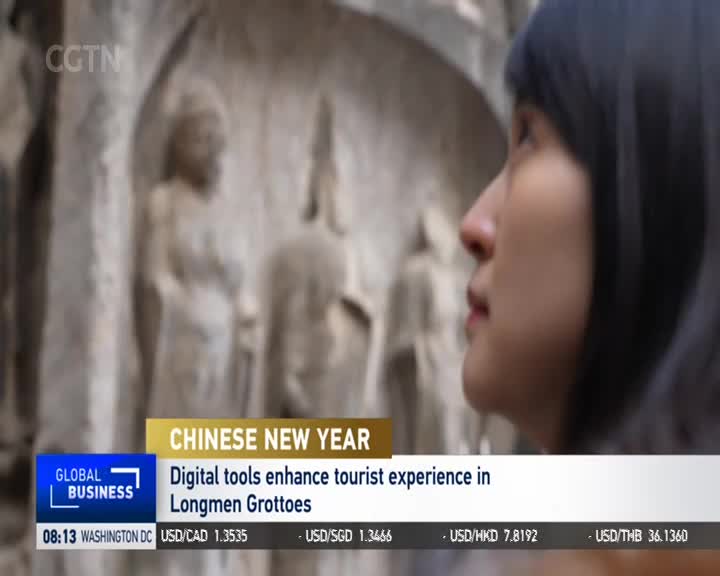 CGTN
CHINESE NEW YEAR
GLOBAL
BUSINESS
Digital tools enhance tourist experience in
Longmen Grottoes
08:13 WASHINGTON DC
USD/CAD 1.3535 - USD/SGD 1.3466 - USD/HKD 7.8192 - USD/THB 36.1360